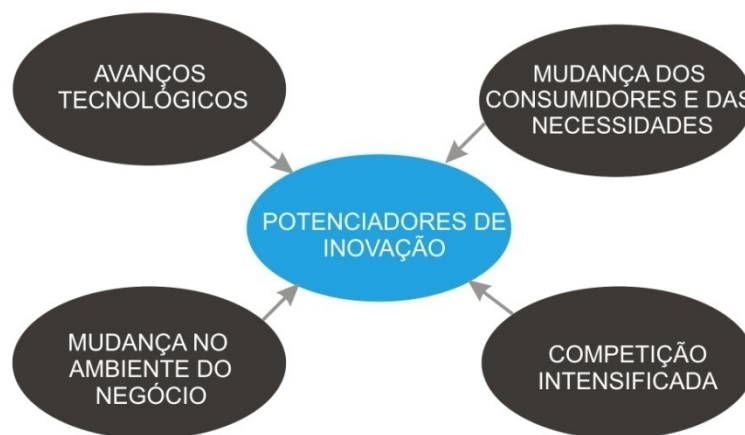 AVANÇOS
TECNOLÓGICOS
MUDANÇA DOS
CONSUMIDORES E DAS
NECESSIDADES
POTENCIADORES DE
INOVAÇÃO
MUDANÇA NO
AMBIENTE DO
NEGÓCIO
COMPETIÇÃO
INTENSIFICADA